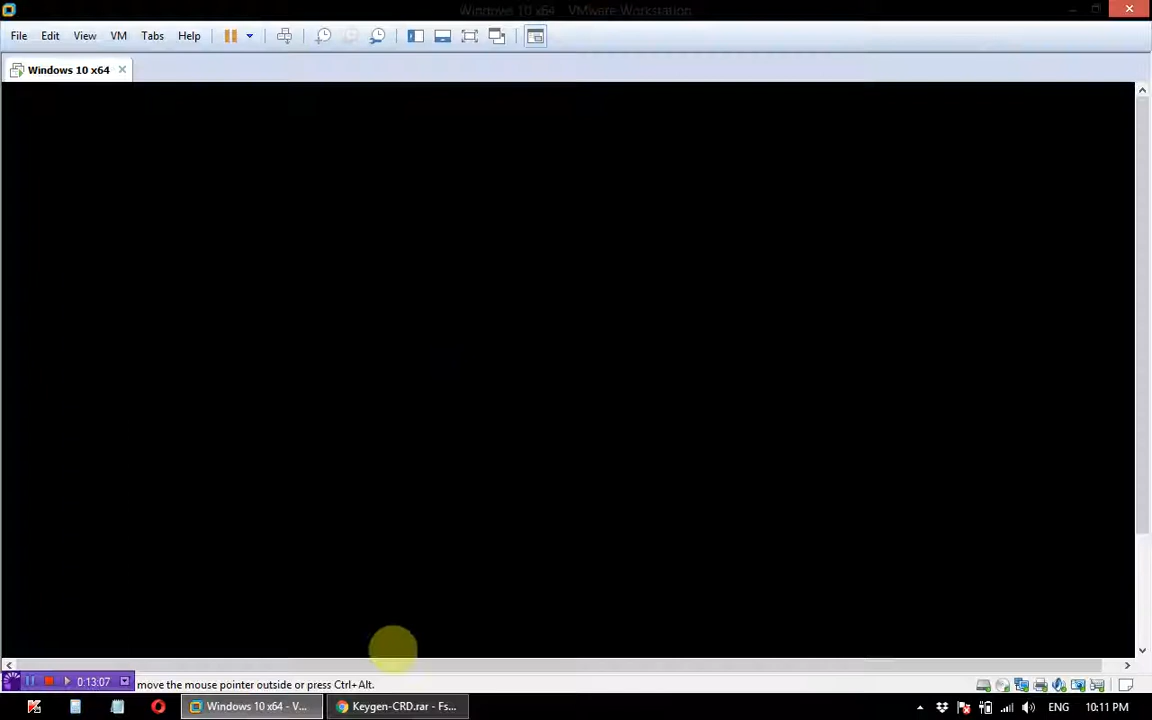 Windows 10 x64 - VMware Workstation
File Edit View VM Tabs Help
Windows 10 x64
0:13:07 move the mouse pointer outside or press Ctrl+Alt.
Windows 10 x64 - V... Keygen-CRD.rar - Fs... ENG 10:11 PM